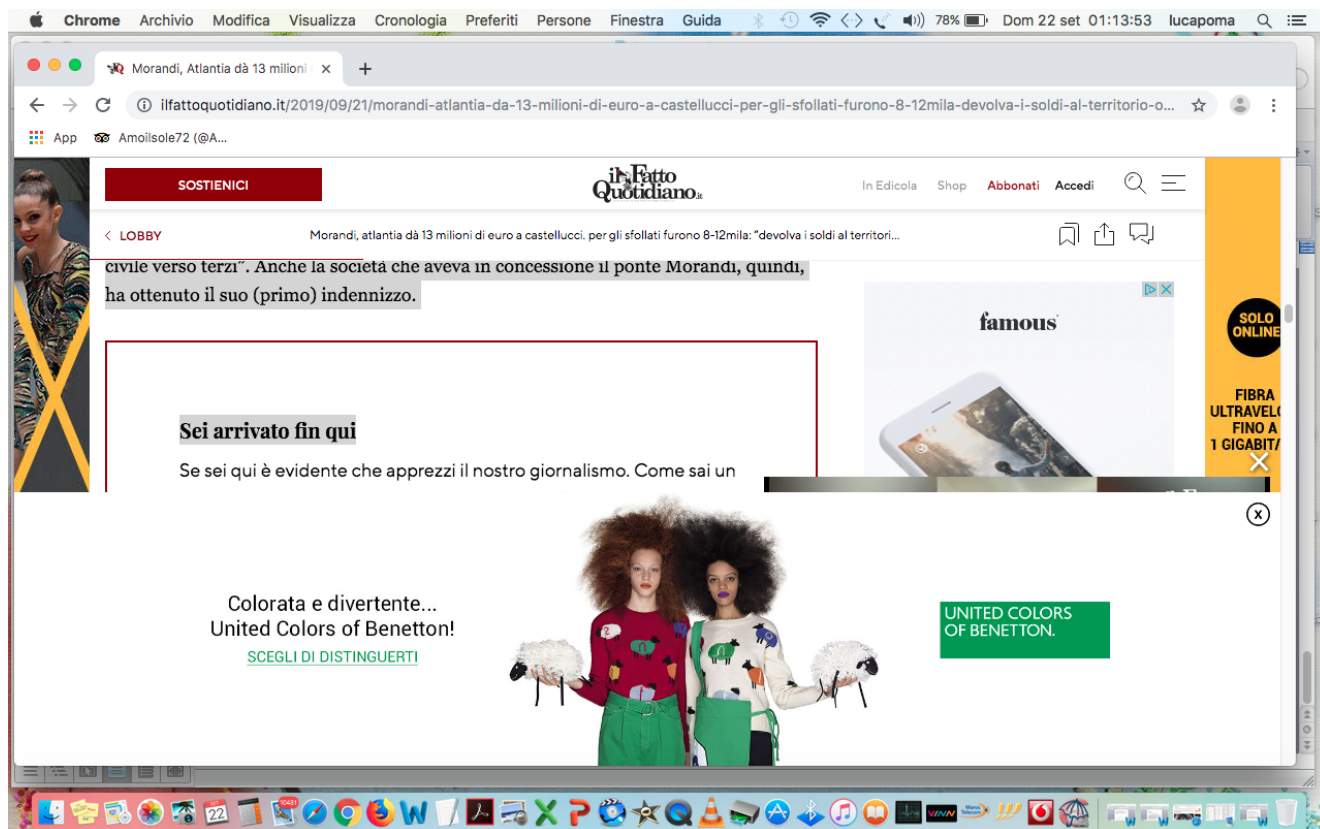 Chrome Archivio Modifica Visualizza Cronologia Preferiti Persone Finestra Guida 78% Dom 22 set 01:13:53 lucapoma
Morandi, Atlantia dà 13 milioni
ilfattoquotidiano.it/2019/09/21/morandi-atlantia-da-13-milioni-di-euro-a-castellucci-per-gli-sfollati-furono-8-12mila-devolva-i-soldi-al-territorio-o...
App Amoilsole72 (@A...
SOSTIENICI
il Fatto
Quotidiano.it
In Edicola Shop Abbonati Accedi
< LOBBY
Morandi, atlantia dà 13 milioni di euro a castellucci. per gli sfollati furono 8-12mila: “devolva i soldi al territori...
civile verso terzi”. Anche la società che aveva in concessione il ponte Morandi, quindi,
ha ottenuto il suo (primo) indennizzo.
famous
SOLO
ONLINE
FIBRA
FINO A
1 GIGABIT/
Sei arrivato fin qui
Se sei qui è evidente che apprezzi il nostro giornalismo. Come sai un
Colorata e divertente...
United Colors of Benetton!
SCEGLI DI DISTINGUERTI
UNITED COLORS
OF BENETTON.
SET
22
10431